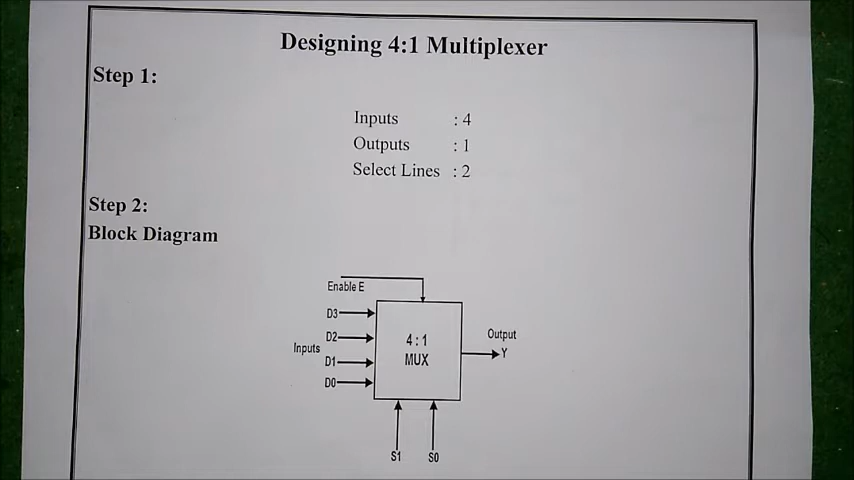 Designing 4:1 Multiplexer
Step 1:
Inputs : 4
Outputs : 1
Select Lines : 2
Step 2:
Block Diagram
Enable E
D3
D2
Inputs
D1
D0
4 : 1
MUX
Output
Y
S1 S0